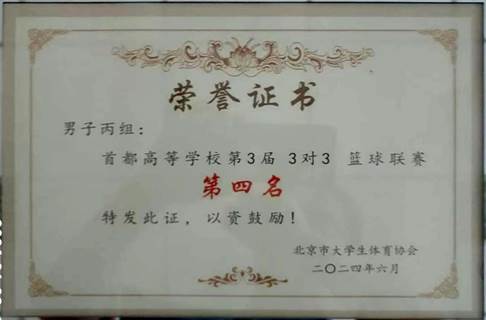 荣誉证书
男子丙组：
首都高等学校第3届 3对3 篮球联赛
第四名
特发此证，以资鼓励！
北京市大学生体育协会
二〇二四年六月